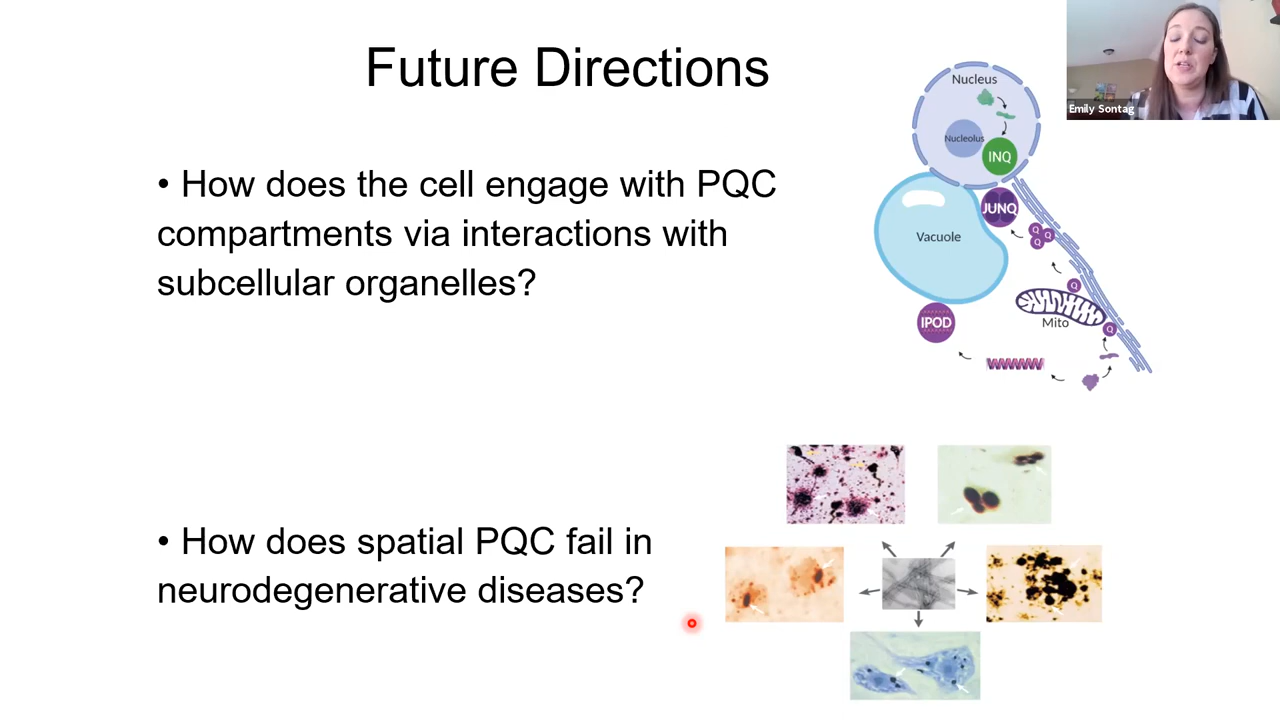 Future Directions
• How does the cell engage with PQC
compartments via interactions with
subcellular organelles?
• How does spatial PQC fail in
neurodegenerative diseases?
Nucleus
Nucleolus
INQ
JUNQ
Vacuole
Q
Q
Q
Q
Mito
Q
IPOD
Emily Sontag